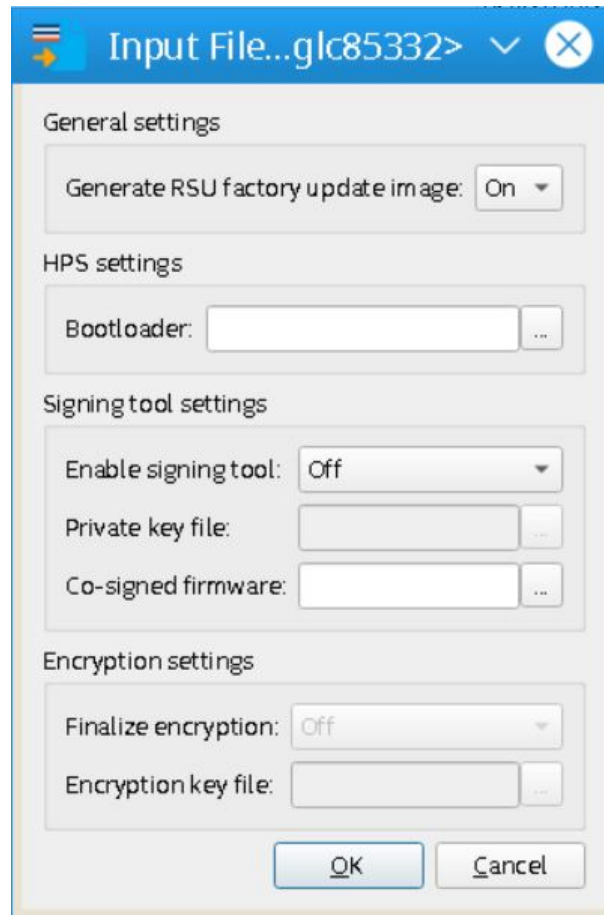 Input File...glc85332>
General settings
Generate RSU factory update image: On
HPS settings
Bootloader: ...
Signing tool settings
Enable signing tool: Off
Private key file: ...
Co-signed firmware: ...
Encryption settings
Finalize encryption: Off
Encryption key file: ...
OK Cancel